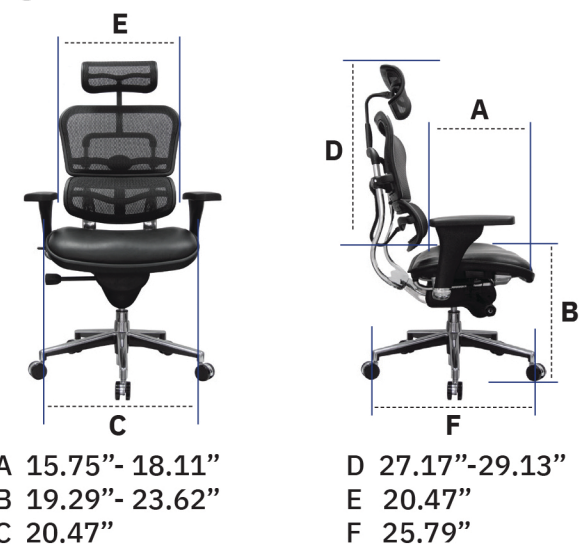 E
A
D
B
C
F
A 15.75”- 18.11”
B 19.29”- 23.62”
C 20.47”
D 27.17”-29.13”
E 20.47”
F 25.79”